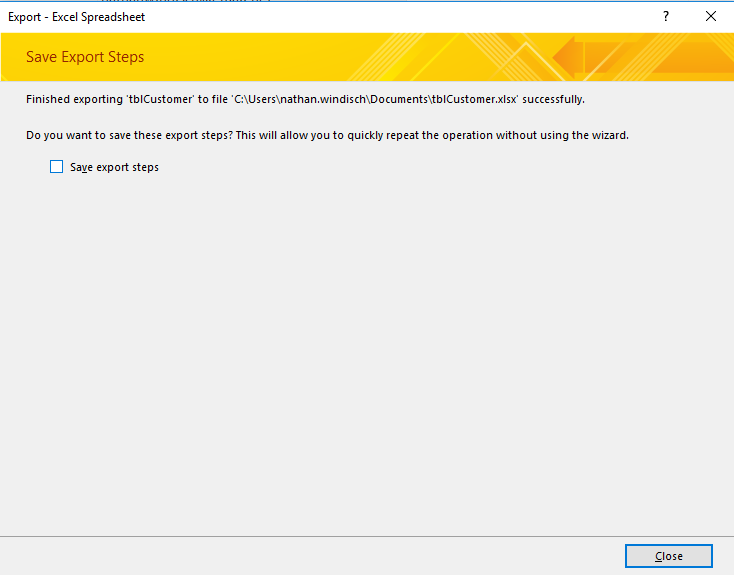 Export - Excel Spreadsheet
?
Save Export Steps
Finished exporting 'tblCustomer' to file 'C:\Users\nathan.windisch\Documents\tblCustomer.xlsx' successfully.
Do you want to save these export steps? This will allow you to quickly repeat the operation without using the wizard.
Save export steps
Close